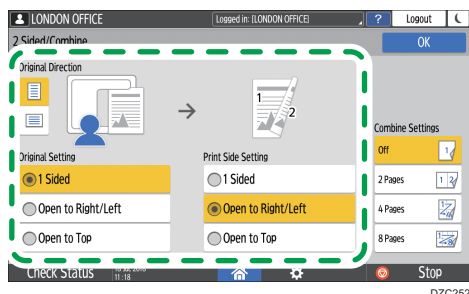 LONDON OFFICE
Logged in: [LONDON OFFICE]
?
Logout
2 Sided/Combine
OK
Original Direction
1
2
Combine Settings
Original Setting
Print Side Setting
Off
1
1 Sided
1 Sided
2 Pages
1 2
Open to Right/Left
Open to Right/Left
4 Pages
Open to Top
Open to Top
8 Pages
Check Status
11:18
Stop